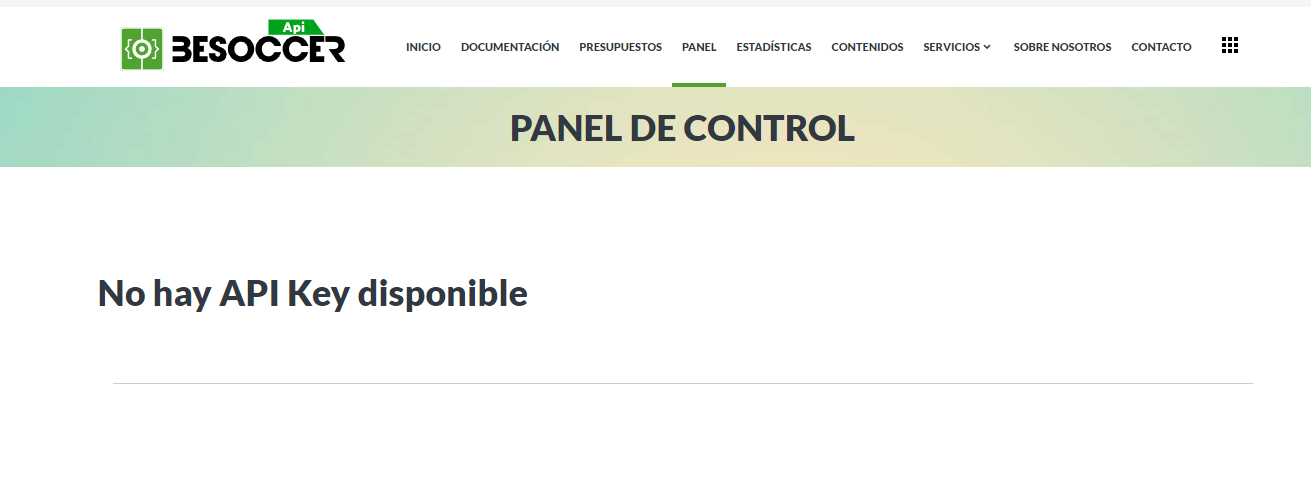 Api
BESOCCER
INICIO DOCUMENTACIÓN PRESUPUESTOS PANEL ESTADÍSTICAS CONTENIDOS SERVICIOS SOBRE NOSOTROS CONTACTO
PANEL DE CONTROL
No hay API Key disponible